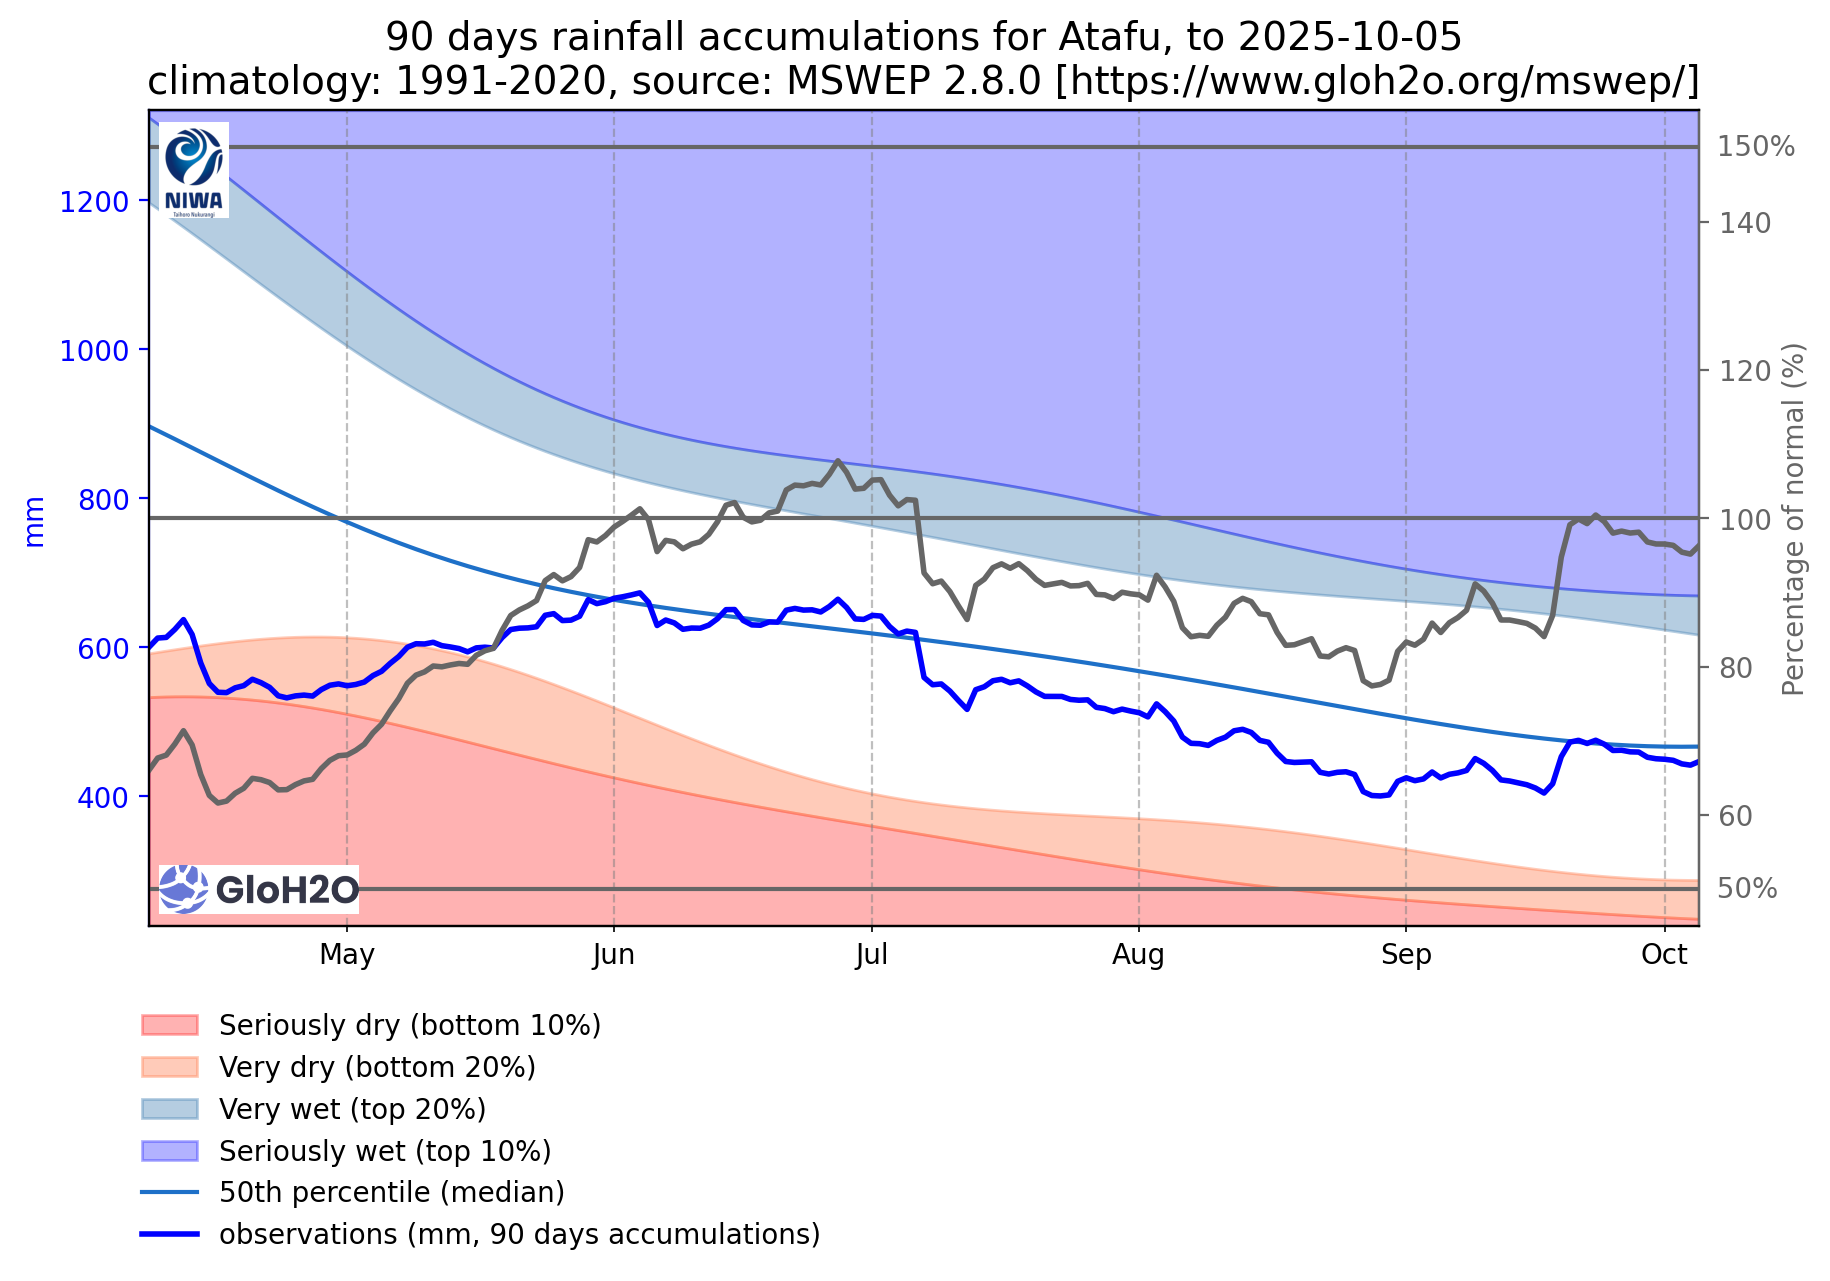 90 days rainfall accumulations for Atafu, to 2025-10-05
climatology: 1991-2020, source: MSWEP 2.8.0 [https://www.gloh2o.org/mswep/]
NIWA
Taihoro Nukurangi
1200
1000
800
600
400
mm
150%
140
120
100
80
60
50%
Percentage of normal (%)
GloH2O
May
Jun
Jul
Aug
Sep
Oct
Seriously dry (bottom 10%)
Very dry (bottom 20%)
Very wet (top 20%)
Seriously wet (top 10%)
50th percentile (median)
observations (mm, 90 days accumulations)